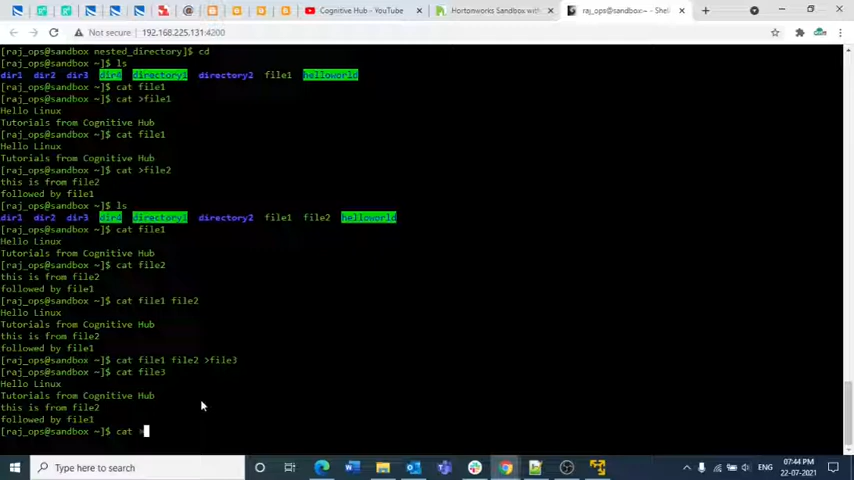 Cognitive Hub - YouTube
Hortonworks Sandbox with
raj_ops@sandbox:~ - Shell
Not secure | 192.168.225.131:4200
[raj_ops@sandbox nested_directory]$ cd
[raj_ops@sandbox ~]$ ls
dir1 dir2 dir3 dir4 directory1 directory2 file1 helloworld
[raj_ops@sandbox ~]$ cat file1
[raj_ops@sandbox ~]$ cat >file1
Hello Linux
Tutorials from Cognitive Hub
[raj_ops@sandbox ~]$ cat file1
Hello Linux
Tutorials from Cognitive Hub
[raj_ops@sandbox ~]$ cat >file2
this is from file2
followed by file1
[raj_ops@sandbox ~]$ ls
dir1 dir2 dir3 dir4 directory1 directory2 file1 file2 helloworld
[raj_ops@sandbox ~]$ cat file1
Hello Linux
Tutorials from Cognitive Hub
[raj_ops@sandbox ~]$ cat file2
this is from file2
followed by file1
[raj_ops@sandbox ~]$ cat file1 file2
Hello Linux
Tutorials from Cognitive Hub
this is from file2
followed by file1
[raj_ops@sandbox ~]$ cat file1 file2 >file3
[raj_ops@sandbox ~]$ cat file3
Hello Linux
Tutorials from Cognitive Hub
this is from file2
followed by file1
[raj_ops@sandbox ~]$ cat
Type here to search
ENG
07:44 PM
22-07-2021